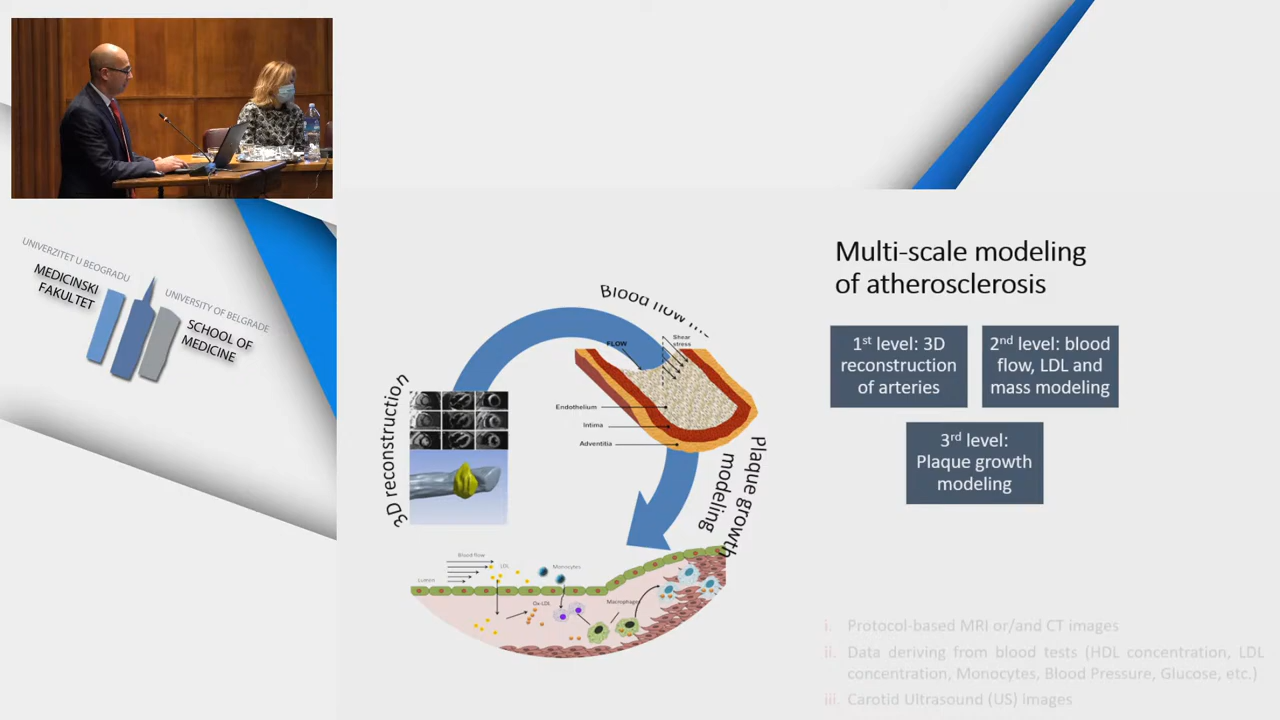 UNIVERZITET U BEOGRADU
MEDICINSKI
FAKULTET
UNIVERSITY OF BELGRADE
SCHOOL OF
MEDICINE
Multi-scale modeling
of atherosclerosis
1st level: 3D
reconstruction
of arteries
2nd level: blood
flow, LDL and
mass modeling
3rd level:
Plaque growth
modeling
Blood flow
3D reconstruction
Plaque growth
modeling
FLOW
Shear
stress
Endothelium
Intima
Adventitia
Blood flow
LDL
Monocytes
Lumen
Ox-LDL
Macrophages
i. Protocol-based MRI or/and CT images
ii. Data deriving from blood tests (HDL concentration, LDL
concentration, Monocytes, Blood Pressure, Glucose, etc.)
iii. Carotid Ultrasound (US) Images